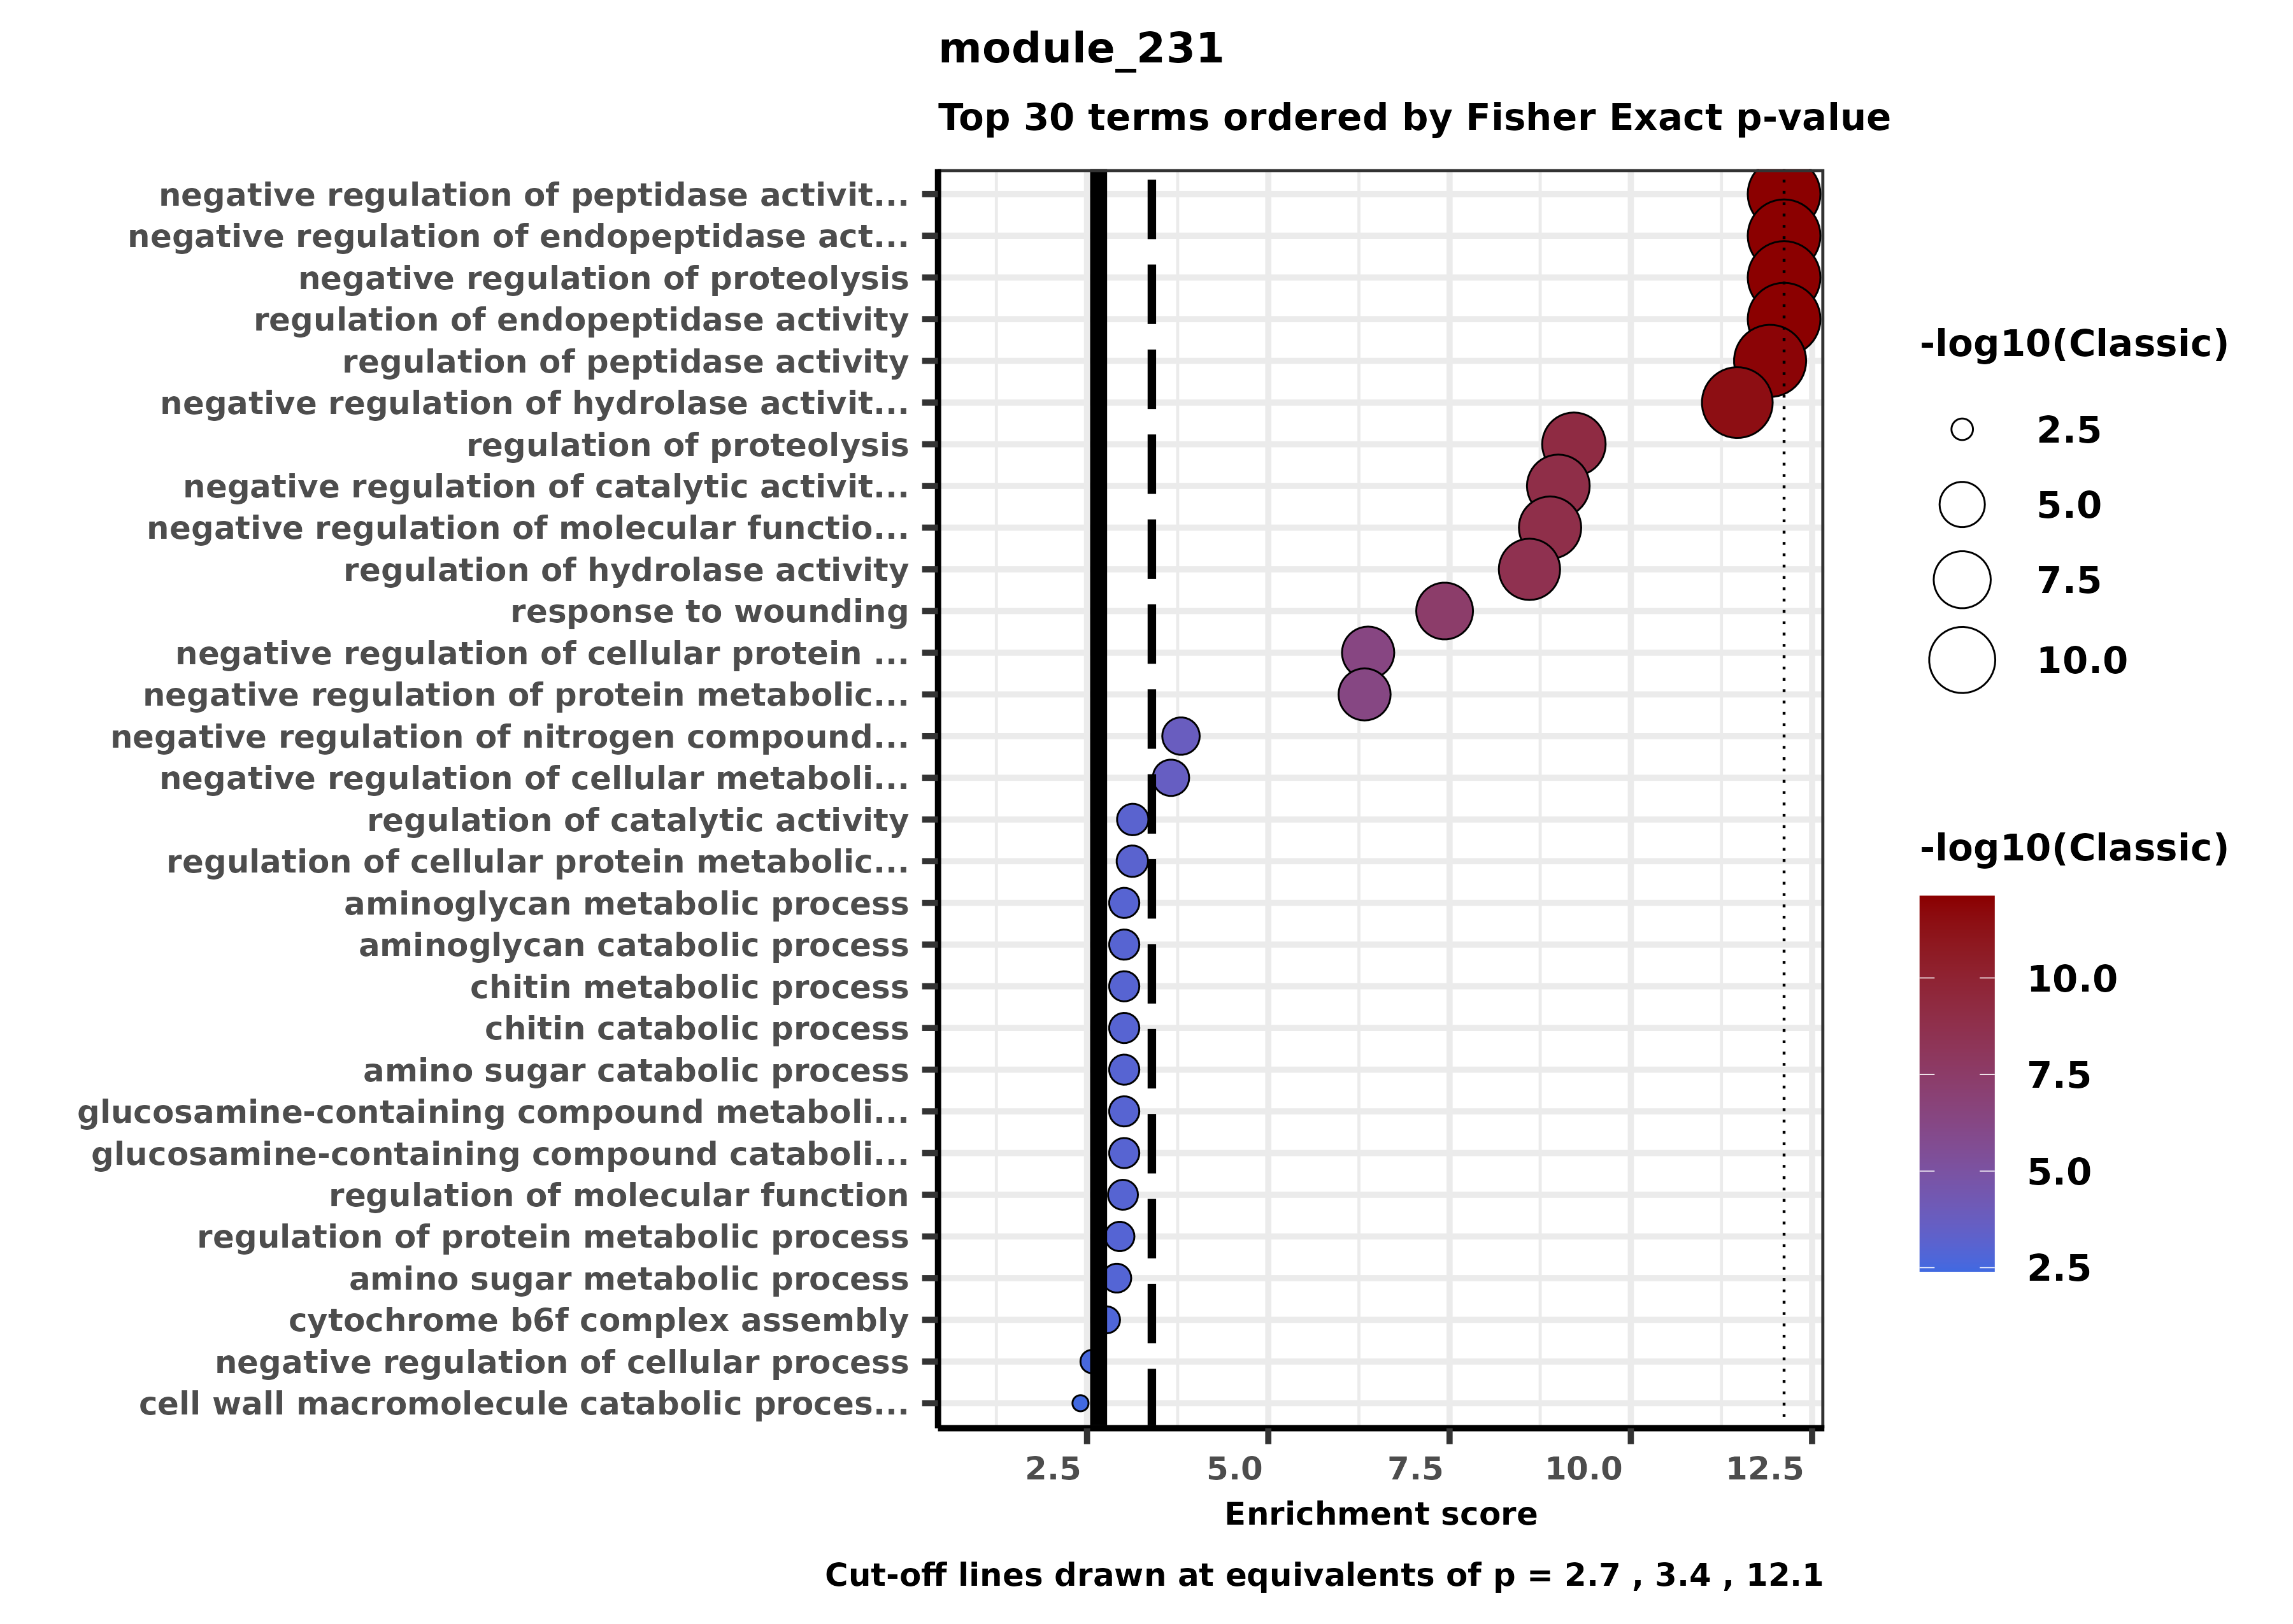 module_231
Top 30 terms ordered by Fisher Exact p-value
negative regulation of peptidase activit...
negative regulation of endopeptidase act...
negative regulation of proteolysis
regulation of endopeptidase activity
regulation of peptidase activity
negative regulation of hydrolase activit...
regulation of proteolysis
negative regulation of catalytic activit...
negative regulation of molecular functio...
regulation of hydrolase activity
response to wounding
negative regulation of cellular protein ...
negative regulation of protein metabolic...
negative regulation of nitrogen compound...
negative regulation of cellular metaboli...
regulation of catalytic activity
regulation of cellular protein metabolic...
aminoglycan metabolic process
aminoglycan catabolic process
chitin metabolic process
chitin catabolic process
amino sugar catabolic process
glucosamine-containing compound metaboli...
glucosamine-containing compound cataboli...
regulation of molecular function
regulation of protein metabolic process
amino sugar metabolic process
cytochrome b6f complex assembly
negative regulation of cellular process
cell wall macromolecule catabolic proces...
2.5 5.0 7.5 10.0 12.5
Enrichment score
Cut-off lines drawn at equivalents of p = 2.7 , 3.4 , 12.1
-log10(Classic)
2.5
5.0
7.5
10.0
-log10(Classic)
10.0
7.5
5.0
2.5